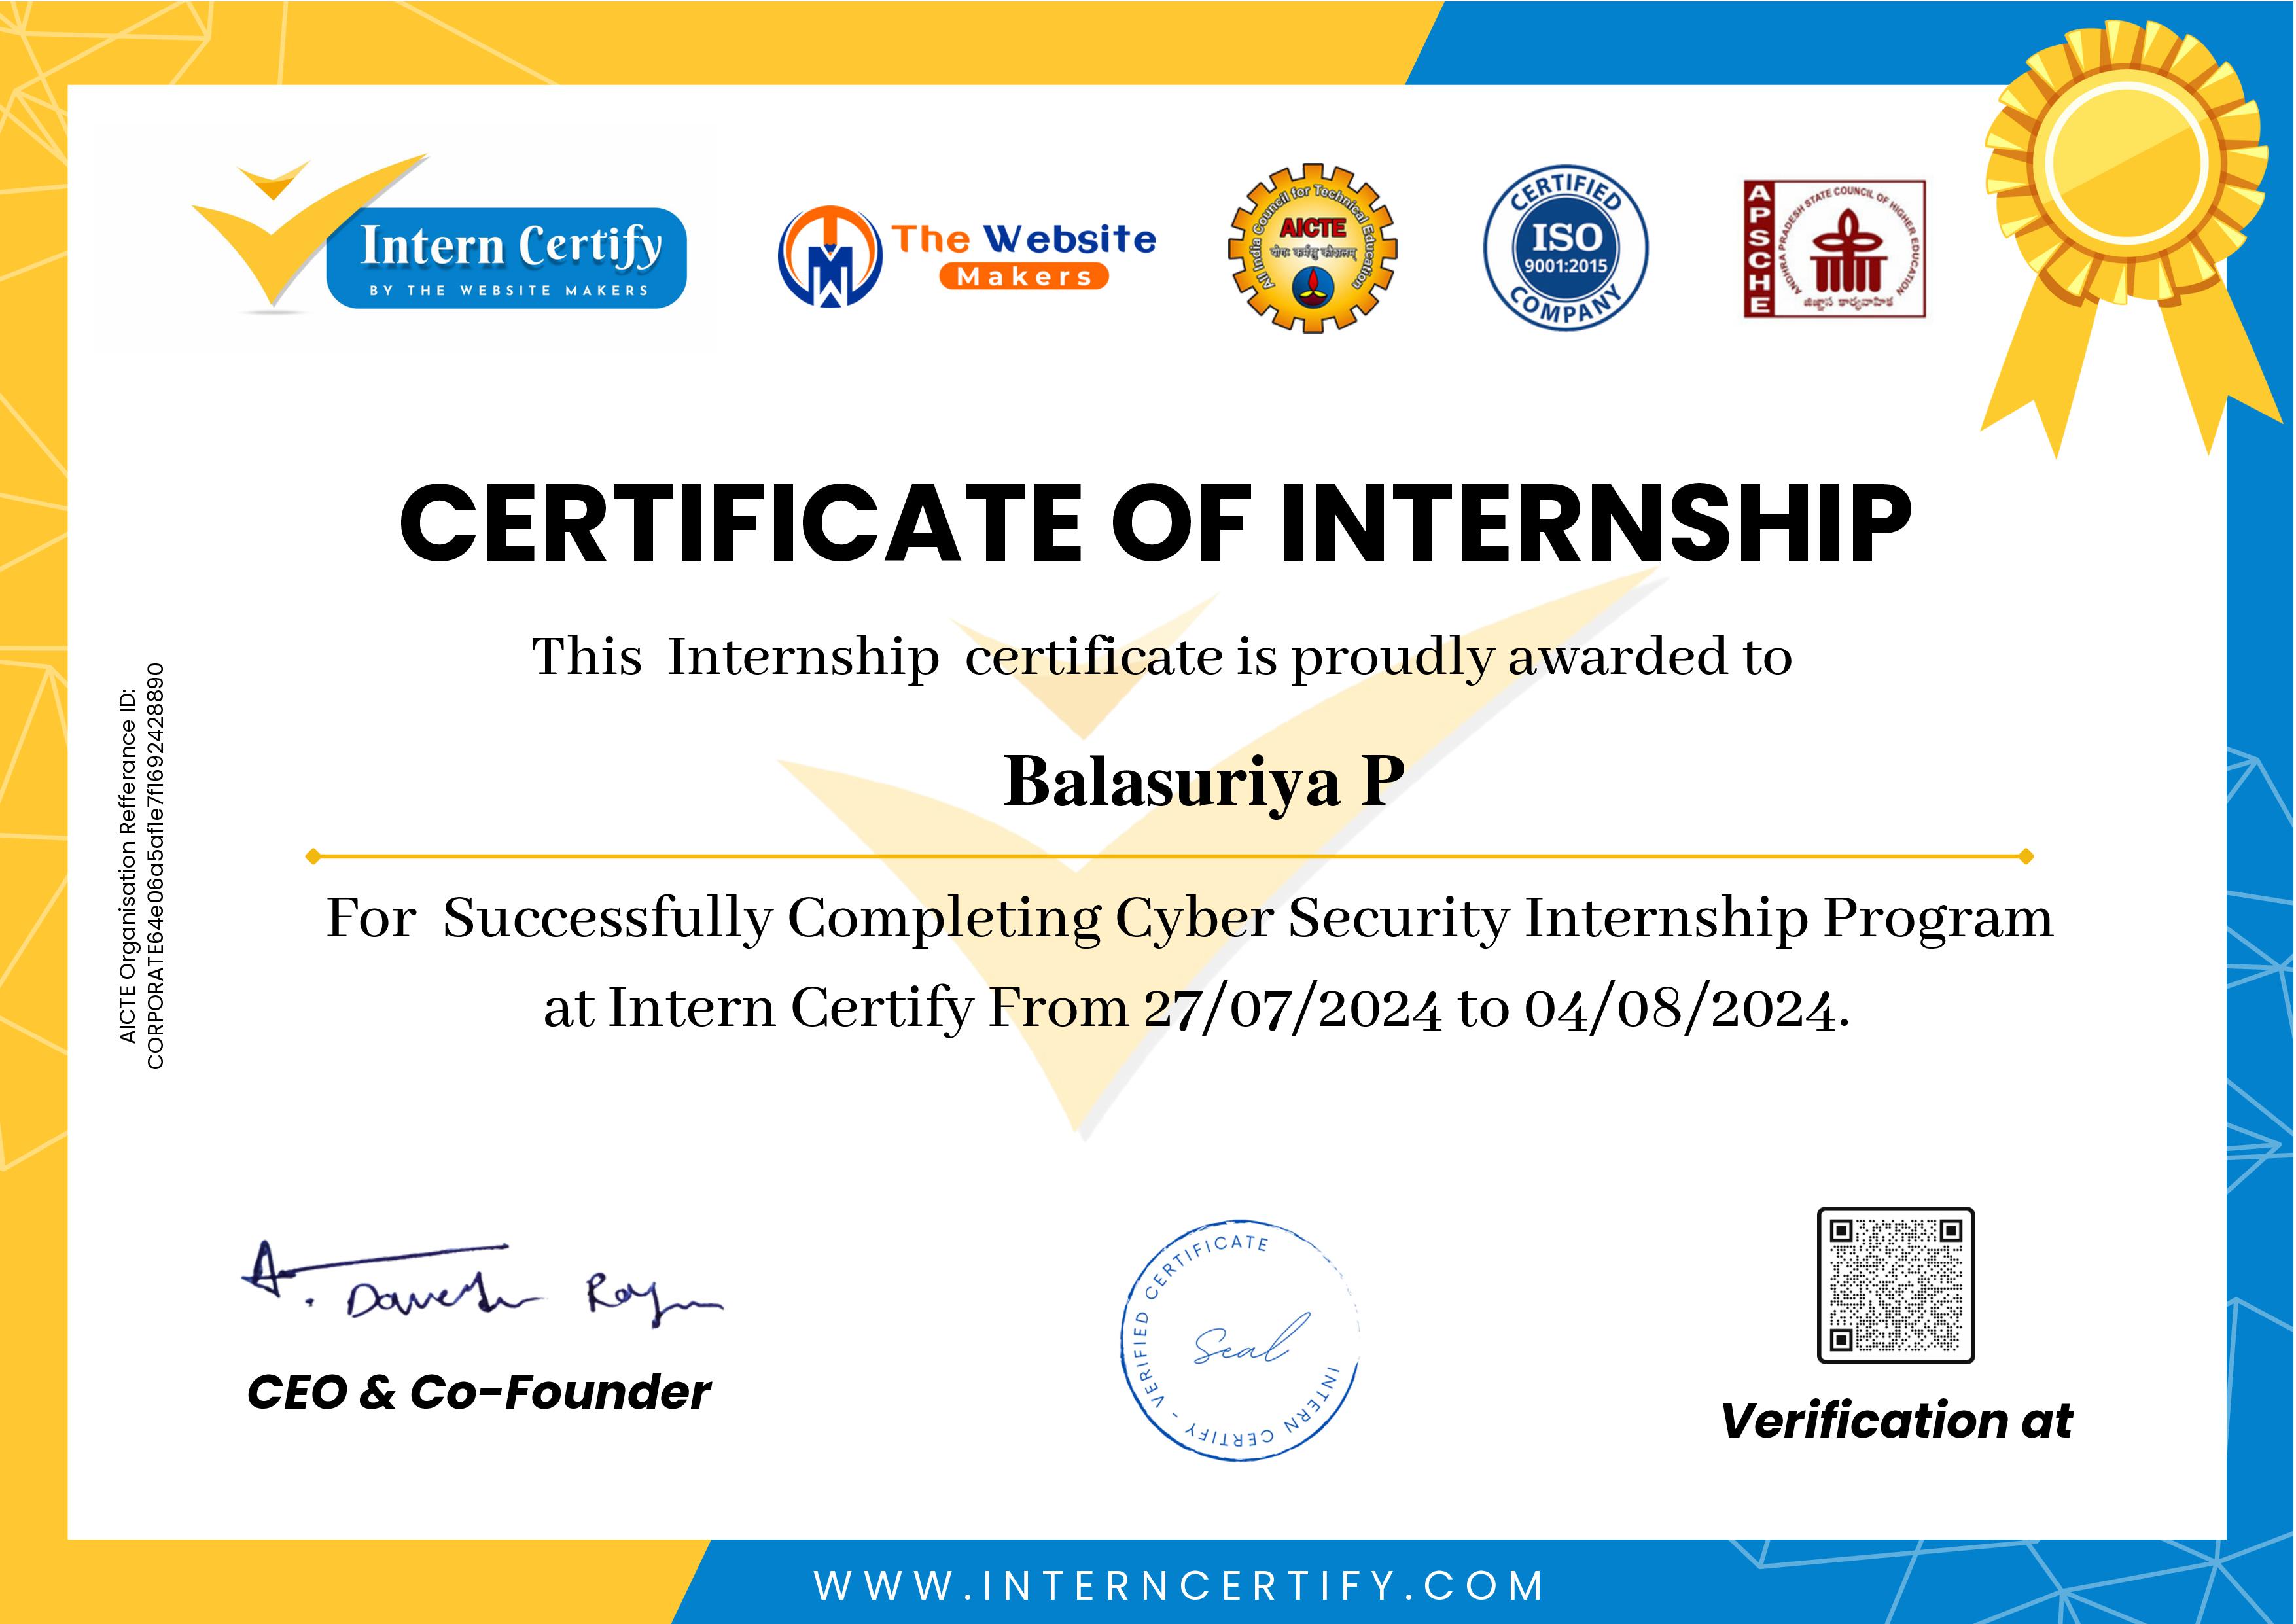 Intern Certify
BY THE WEBSITE MAKERS
The Website
Makers
All India Council for Technical Education
AICTE
योगः कर्मसु कौशलम्
CERTIFIED
ISO
9001:2015
COMPANY
APSCHE
ANDHRA PRADESH STATE COUNCIL OF HIGHER EDUCATION
CERTIFICATE OF INTERNSHIP
This Internship certificate is proudly awarded to
Balasuriya P
For Successfully Completing Cyber Security Internship Program
at Intern Certify From 27/07/2024 to 04/08/2024.
AICTE Organisation Refferance ID:
CORPORATE64e06a5af1e7f1692428890
CEO & Co-Founder
VERIFIED CERTIFICATE
Seal
INTERN CERTIFY -
Verification at
WWW.INTERNCERTIFY.COM